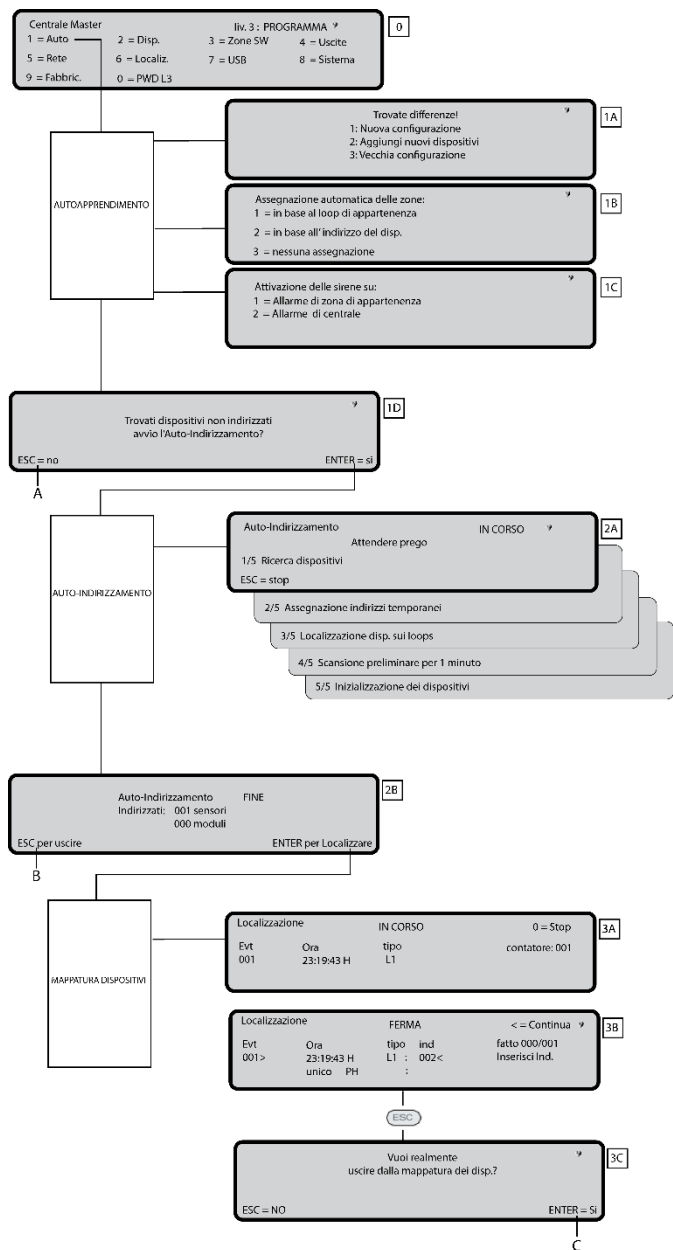 Centrale Master liv. 3 : PROGRAMMA 0
1 = Auto 2 = Disp. 3 = Zone SW 4 = Uscite
5 = Rete 6 = Localiz. 7 = USB 8 = Sisterna
9 = Fabbric. 0 = PWD L3
AUTOAPPRENDIMENTO
Trovate differenze! 1A
1: Nuova configurazione
2: Aggiungi nuovi dispositivi
3: Vecchia configurazione
Assegnazione automatica delle zone: 1B
1 = in base al loop di appartenenza
2 = in base all'indirizzo del disp.
3 = nessuna assegnazione
Attivazione delle sirene su: 1C
1 = Allarme di zona di appartenenza
2 = Allarme di centrale
1D
Trovati dispositivi non indirizzati
avvio l'Auto-Indirizzamento?
ESC = no ENTER = si
A
AUTO-INDIRIZZAMENTO
Auto-Indirizzamento IN CORSO 2A
Attendere prego
1/5 Ricerca dispositivi
ESC = stop
2/5 Assegnazione indirizzi temporanei
3/5 Localizzazione disp. sui loops
4/5 Scansione preliminare per 1 minuto
5/5 Inizializzazione dei dispositivi
2B
Auto-Indirizzamento FINE
Indirizzati: 001 sensori
000 moduli
ESC per uscire ENTER per Localizzare
B
MAPPATURA DISPOSITIVI
Localizzazione IN CORSO 0 = Stop 3A
Evt Ora tipo contatore: 001
001 23:19:43 H L1
Localizzazione FERMA < = Continua 3B
Evt Ora tipo ind fatto 000/001
001> 23:19:43 H L1 : 002< Inserisci Ind.
unico PH :
ESC
Vuoi realmente 3C
uscire dalla mappatura dei disp.?
ESC = NO ENTER = Si
C